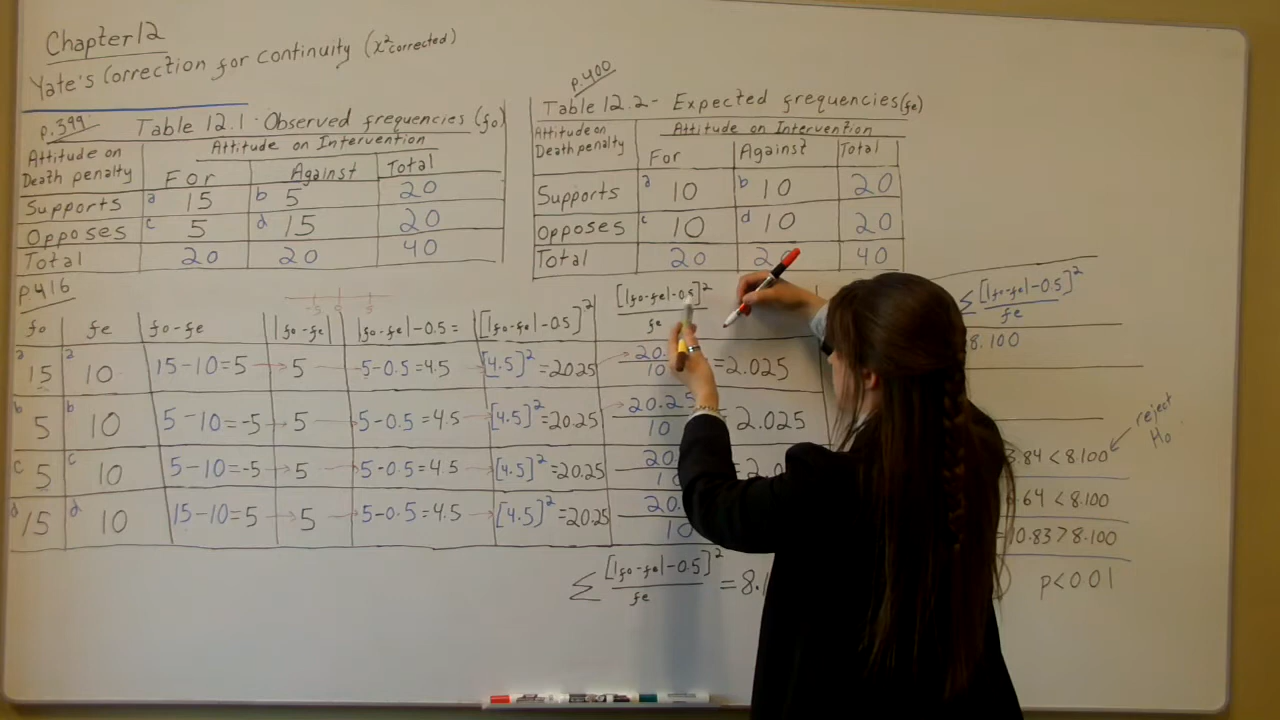 Chapter 12
Yate's Correction for continuity (x² corrected)
p.399
Table 12.1 - Observed frequencies (fo)
Attitude on Death penalty
Attitude on Intervention
For Against Total
Supports a 15 b 5 20
Opposes c 5 d 15 20
Total 20 20 40
p.400
Table 12.2 - Expected frequencies (fe)
Attitude on Death penalty
Attitude on Intervention
For Against Total
Supports a 10 b 10 20
Opposes c 10 d 10 20
Total 20 20 40
p.416
-5 0 5
fo fe fo-fe |fo-fe| |fo-fe|-0.5= [|fo-fe|-0.5]² [|fo-fe|-0.5]²/fe
a 15 a 10 15-10=5 → 5 → 5-0.5=4.5 → [4.5]²=20.25 → 20. 10 =2.025
b 5 b 10 5-10=-5 → 5 → 5-0.5=4.5 → [4.5]²=20.25 → 20.25/10 = 2.025
c 5 c 10 5-10=-5 → 5 → 5-0.5=4.5 → [4.5]²=20.25 20 =2.0
d 15 d 10 15-10=5 → 5 → 5-0.5=4.5 → [4.5]²=20.25 20. 10
∑ [|fo-fe|-0.5]²/fe = 8.1
∑ [|fo-fe|-0.5]²/fe
8.100
reject Ho
3.84 < 8.100
.64 < 8.100
=10.83 > 8.100
p<001